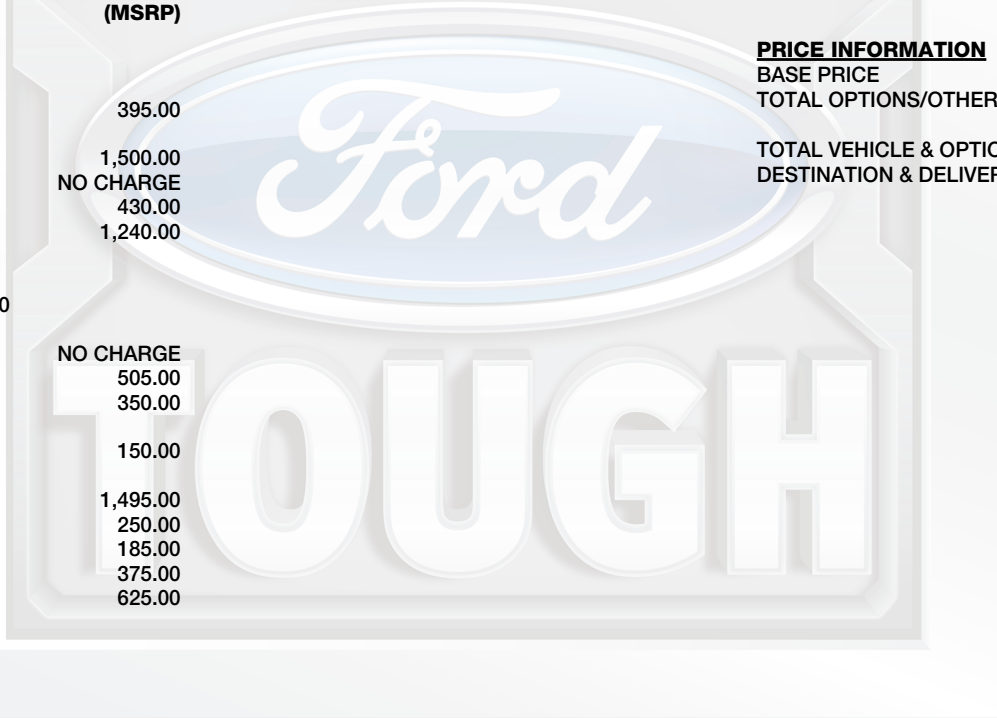 (MSRP)
395.00
1,500.00
NO CHARGE
430.00
1,240.00
0
NO CHARGE
505.00
350.00
150.00
1,495.00
250.00
185.00
375.00
625.00
PRICE INFORMATION
BASE PRICE
TOTAL OPTIONS/OTHER
TOTAL VEHICLE & OPTIO
DESTINATION & DELIVER
Ford
TOUGH